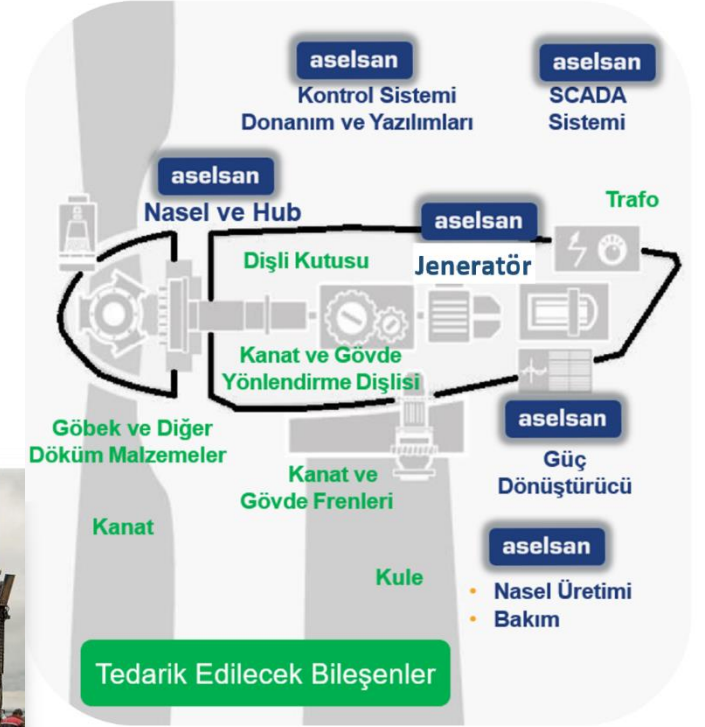 aselsan
Kontrol Sistemi
Donanım ve Yazılımları
aselsan
SCADA
Sistemi
aselsan
Nasel ve Hub
Trafo
aselsan
Jeneratör
Dişli Kutusu
Kanat ve Gövde
Yönlendirme Dişlisi
Göbek ve Diğer
Döküm Malzemeler
Kanat ve
Gövde Frenleri
aselsan
Güç
Dönüştürücü
Kanat
Kule
aselsan
• Nasel Üretimi
• Bakım
Tedarik Edilecek Bileşenler